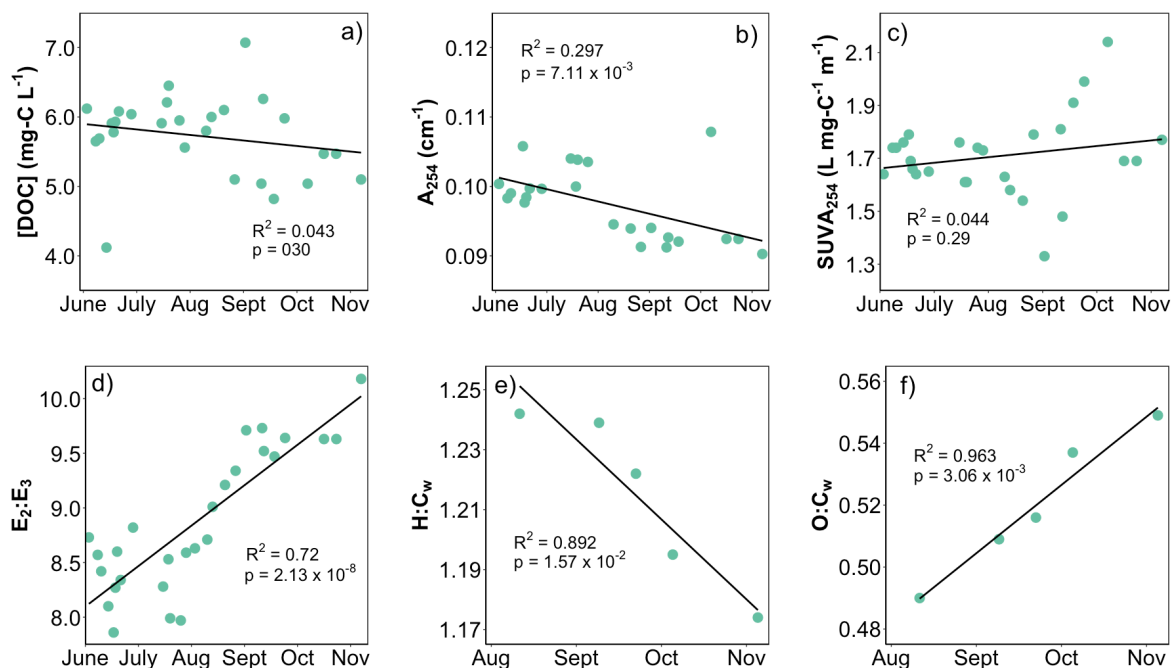 a)
[DOC] (mg-C L⁻¹)
7.0
6.0
5.0
4.0
R² = 0.043
p = 030
June July Aug Sept Oct Nov
b)
A₂₅₄ (cm⁻¹)
0.12
0.11
0.10
0.09
R² = 0.297
p = 7.11 x 10⁻³
June July Aug Sept Oct Nov
c)
SUVA₂₅₄ (L mg-C⁻¹ m⁻¹)
2.1
1.9
1.7
1.5
1.3
R² = 0.044
p = 0.29
June July Aug Sept Oct Nov
d)
E₂:E₃
10.0
9.5
9.0
8.5
8.0
R² = 0.72
p = 2.13 x 10⁻⁸
June July Aug Sept Oct Nov
e)
H:C_w
1.25
1.23
1.21
1.19
1.17
R² = 0.892
p = 1.57 x 10⁻²
Aug Sept Oct Nov
f)
O:C_w
0.56
0.54
0.52
0.50
0.48
R² = 0.963
p = 3.06 x 10⁻³
Aug Sept Oct Nov